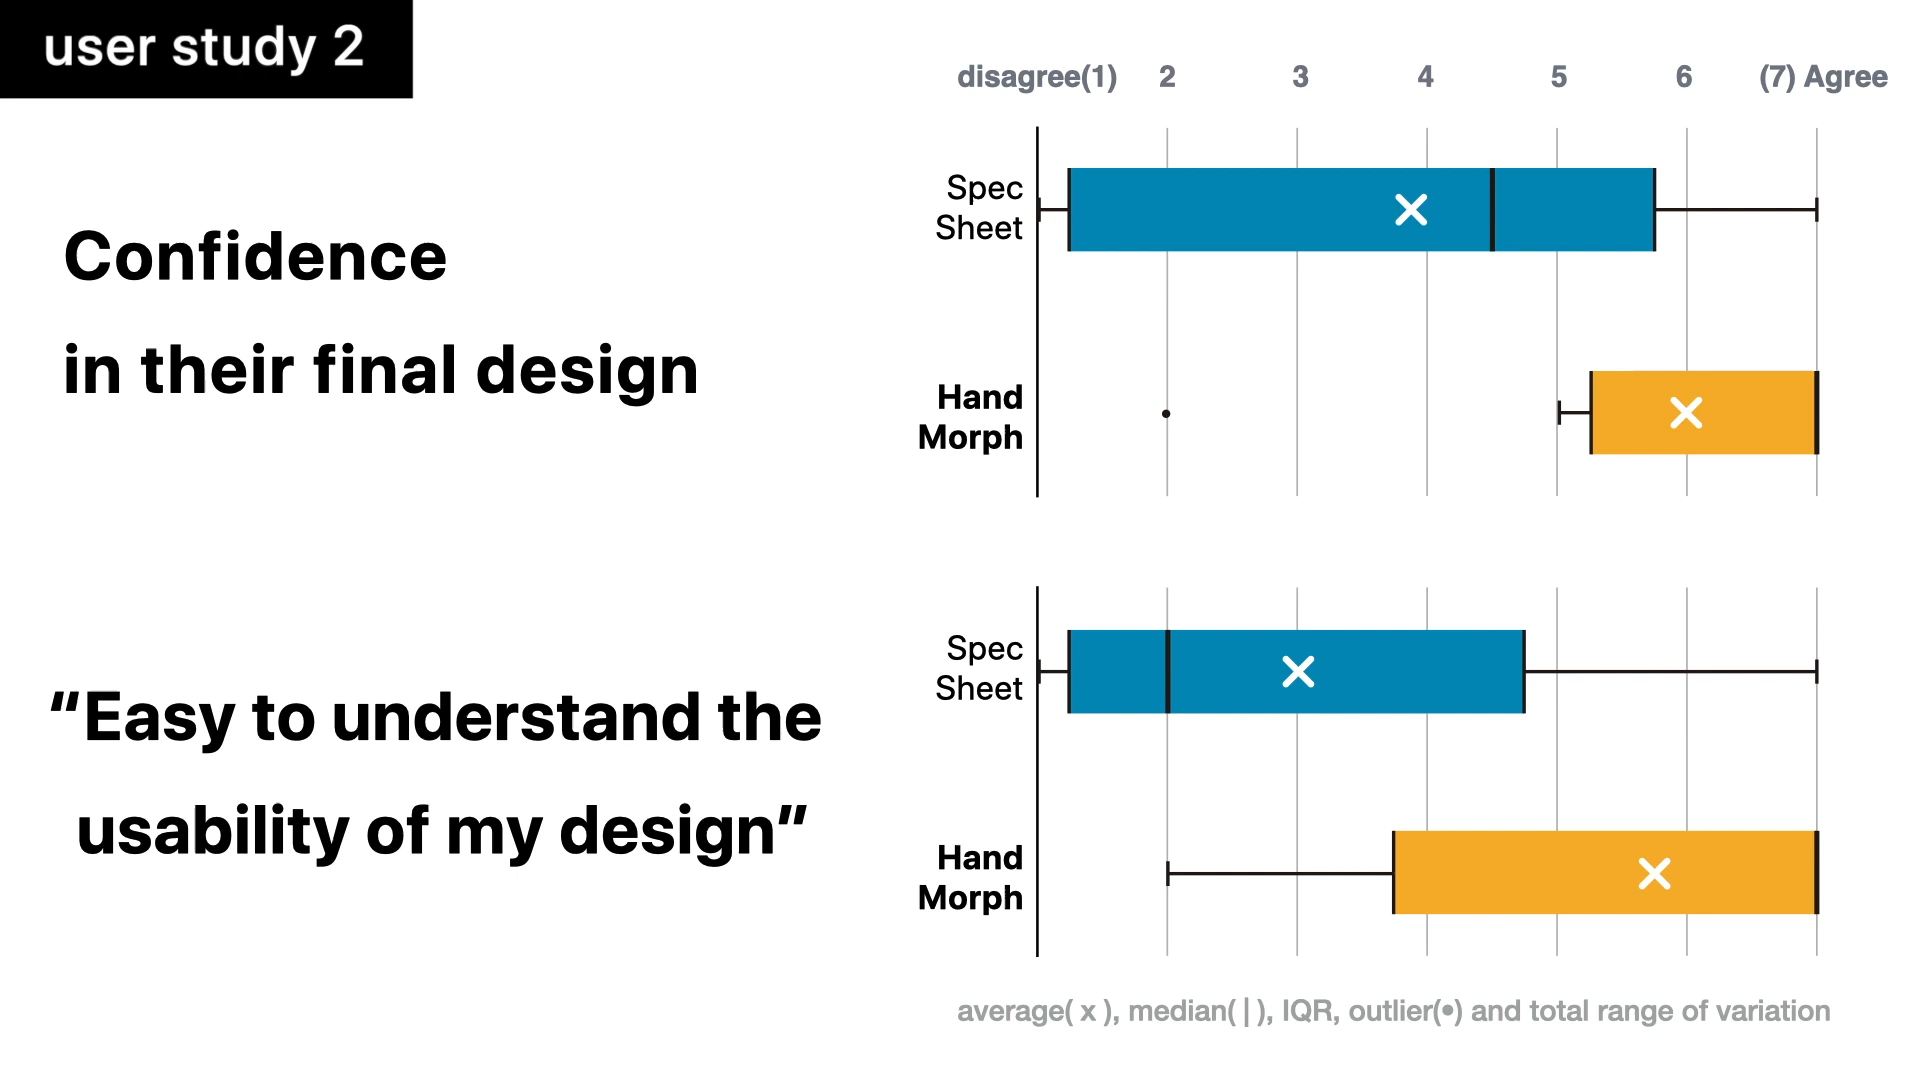 user study 2
disagree(1) 2 3 4 5 6 (7) Agree
Confidence
in their final design
Spec
Sheet
Hand
Morph
“Easy to understand the
usability of my design”
Spec
Sheet
Hand
Morph
average( x ), median( | ), IQR, outlier(•) and total range of variation